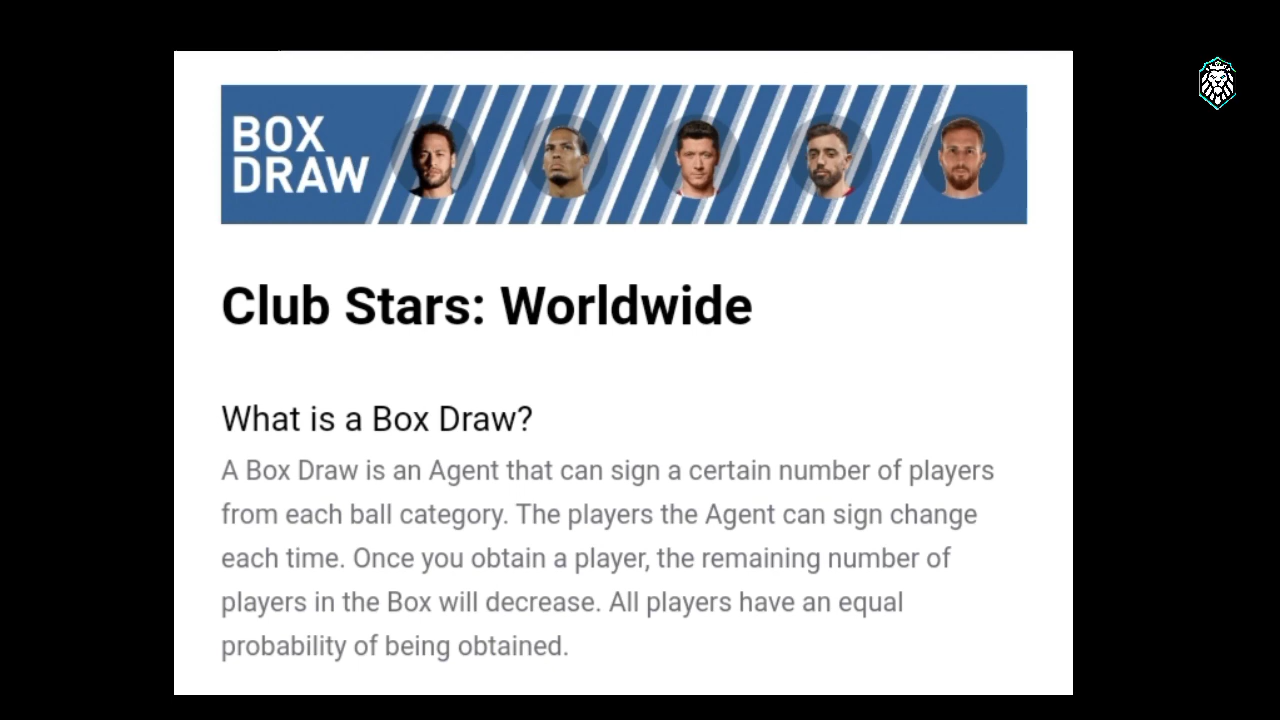 BOX
DRAW
Club Stars: Worldwide
What is a Box Draw?
A Box Draw is an Agent that can sign a certain number of players
from each ball category. The players the Agent can sign change
each time. Once you obtain a player, the remaining number of
players in the Box will decrease. All players have an equal
probability of being obtained.